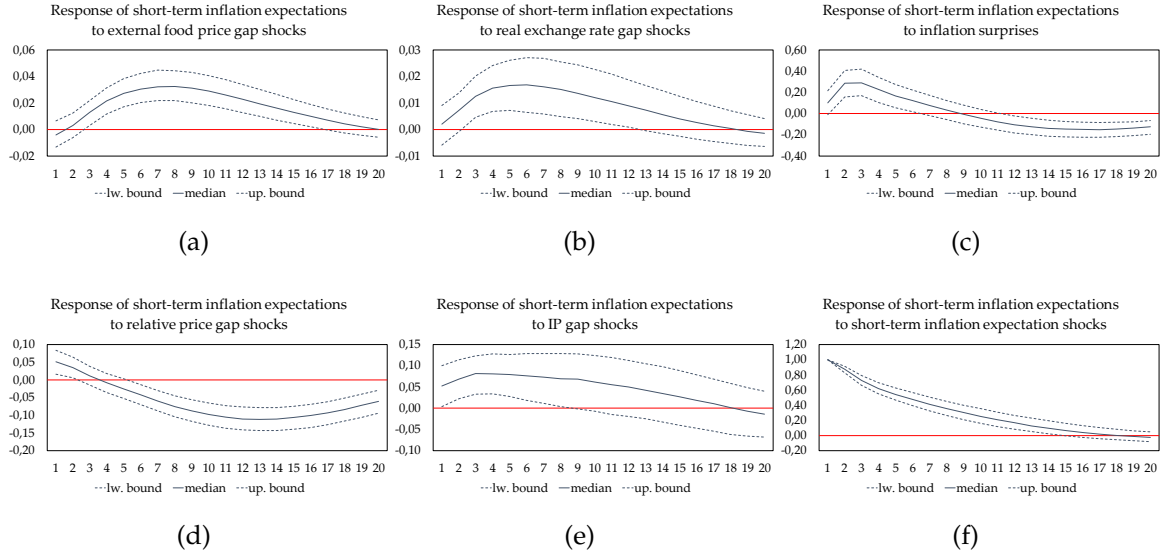 Response of short-term inflation expectations
to external food price gap shocks
0,06
0,04
0,02
0,00
-0,02
1 2 3 4 5 6 7 8 9 10 11 12 13 14 15 16 17 18 19 20
lw. bound median up. bound
(a)
Response of short-term inflation expectations
to real exchange rate gap shocks
0,03
0,02
0,01
0,00
-0,01
1 2 3 4 5 6 7 8 9 10 11 12 13 14 15 16 17 18 19 20
lw. bound median up. bound
(b)
Response of short-term inflation expectations
to inflation surprises
0,60
0,40
0,20
0,00
-0,20
-0,40
1 2 3 4 5 6 7 8 9 10 11 12 13 14 15 16 17 18 19 20
lw. bound median up. bound
(c)
Response of short-term inflation expectations
to relative price gap shocks
0,10
0,05
0,00
-0,05
-0,10
-0,15
-0,20
1 2 3 4 5 6 7 8 9 10 11 12 13 14 15 16 17 18 19 20
lw. bound median up. bound
(d)
Response of short-term inflation expectations
to IP gap shocks
0,15
0,10
0,05
0,00
-0,05
-0,10
1 2 3 4 5 6 7 8 9 10 11 12 13 14 15 16 17 18 19 20
lw. bound median up. bound
(e)
Response of short-term inflation expectations
to short-term inflation expectation shocks
1,00
0,80
0,60
0,40
0,20
0,00
-0,20
1 2 3 4 5 6 7 8 9 10 11 12 13 14 15 16 17 18 19 20
lw. bound median up. bound
(f)